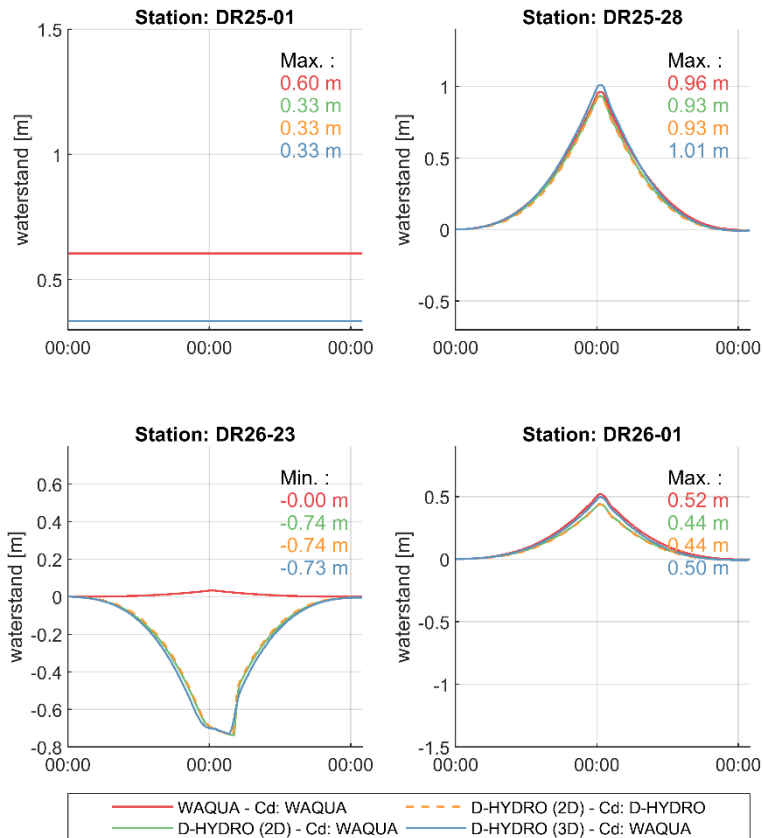 Station: DR25-01
1.5
1
0.5
waterstand [m]
Max. :
0.60 m
0.33 m
0.33 m
0.33 m
00:00 00:00 00:00
Station: DR25-28
1
0.5
0
-0.5
waterstand [m]
Max. :
0.96 m
0.93 m
0.93 m
1.01 m
00:00 00:00 00:00
Station: DR26-23
0.6
0.4
0.2
0
-0.2
-0.4
-0.6
-0.8
waterstand [m]
Min. :
-0.00 m
-0.74 m
-0.74 m
-0.73 m
00:00 00:00 00:00
Station: DR26-01
0.5
0
-0.5
-1
-1.5
waterstand [m]
Max. :
0.52 m
0.44 m
0.44 m
0.50 m
00:00 00:00 00:00
WAQUA - Cd: WAQUA D-HYDRO (2D) - Cd: D-HYDRO
D-HYDRO (2D) - Cd: WAQUA D-HYDRO (3D) - Cd: WAQUA